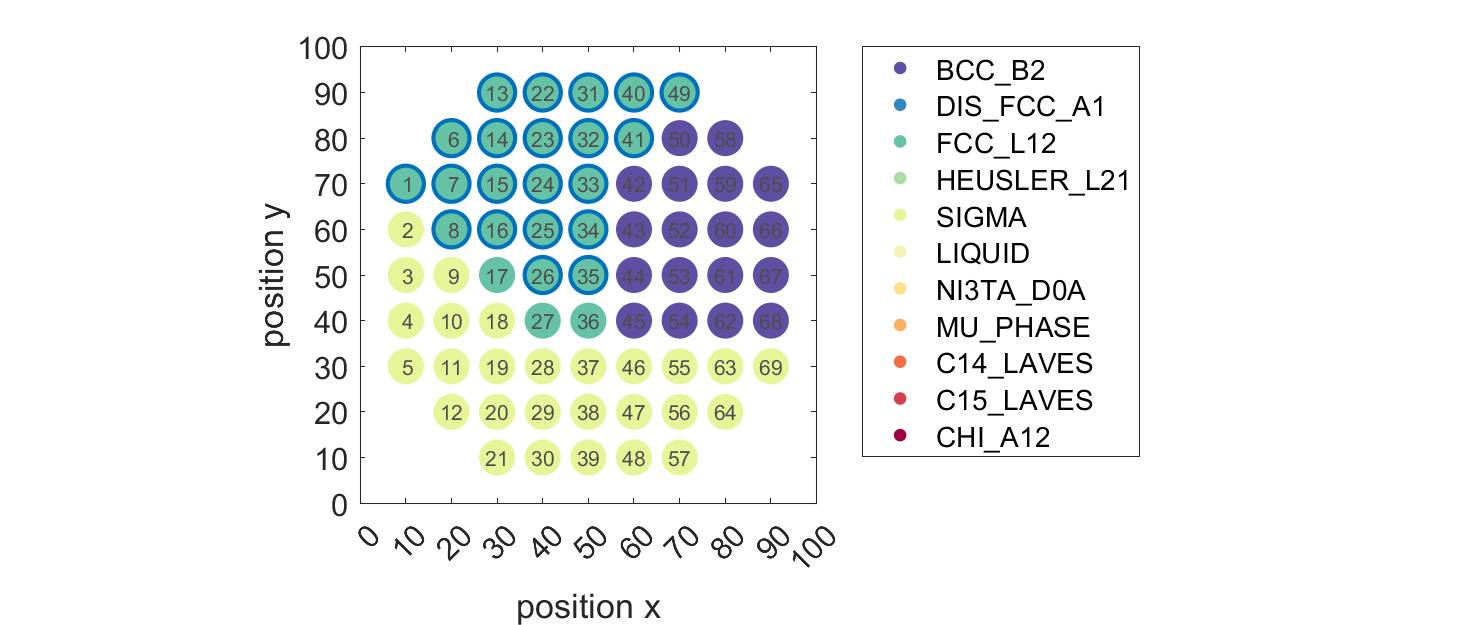 100
90
80
70
60
50
40
30
20
10
0
position y
13 22 31 40 49
6 14 23 32 41 50 58
1 7 15 24 33 42 51 59 65
2 8 16 25 34 43 52 60 66
3 9 17 26 35 44 53 61 67
4 10 18 27 36 45 54 62 68
5 11 19 28 37 46 55 63 69
12 20 29 38 47 56 64
21 30 39 48 57
0 10 20 30 40 50 60 70 80 90 100
position x
BCC_B2
DIS_FCC_A1
FCC_L12
HEUSLER_L21
SIGMA
LIQUID
NI3TA_D0A
MU_PHASE
C14_LAVES
C15_LAVES
CHI_A12